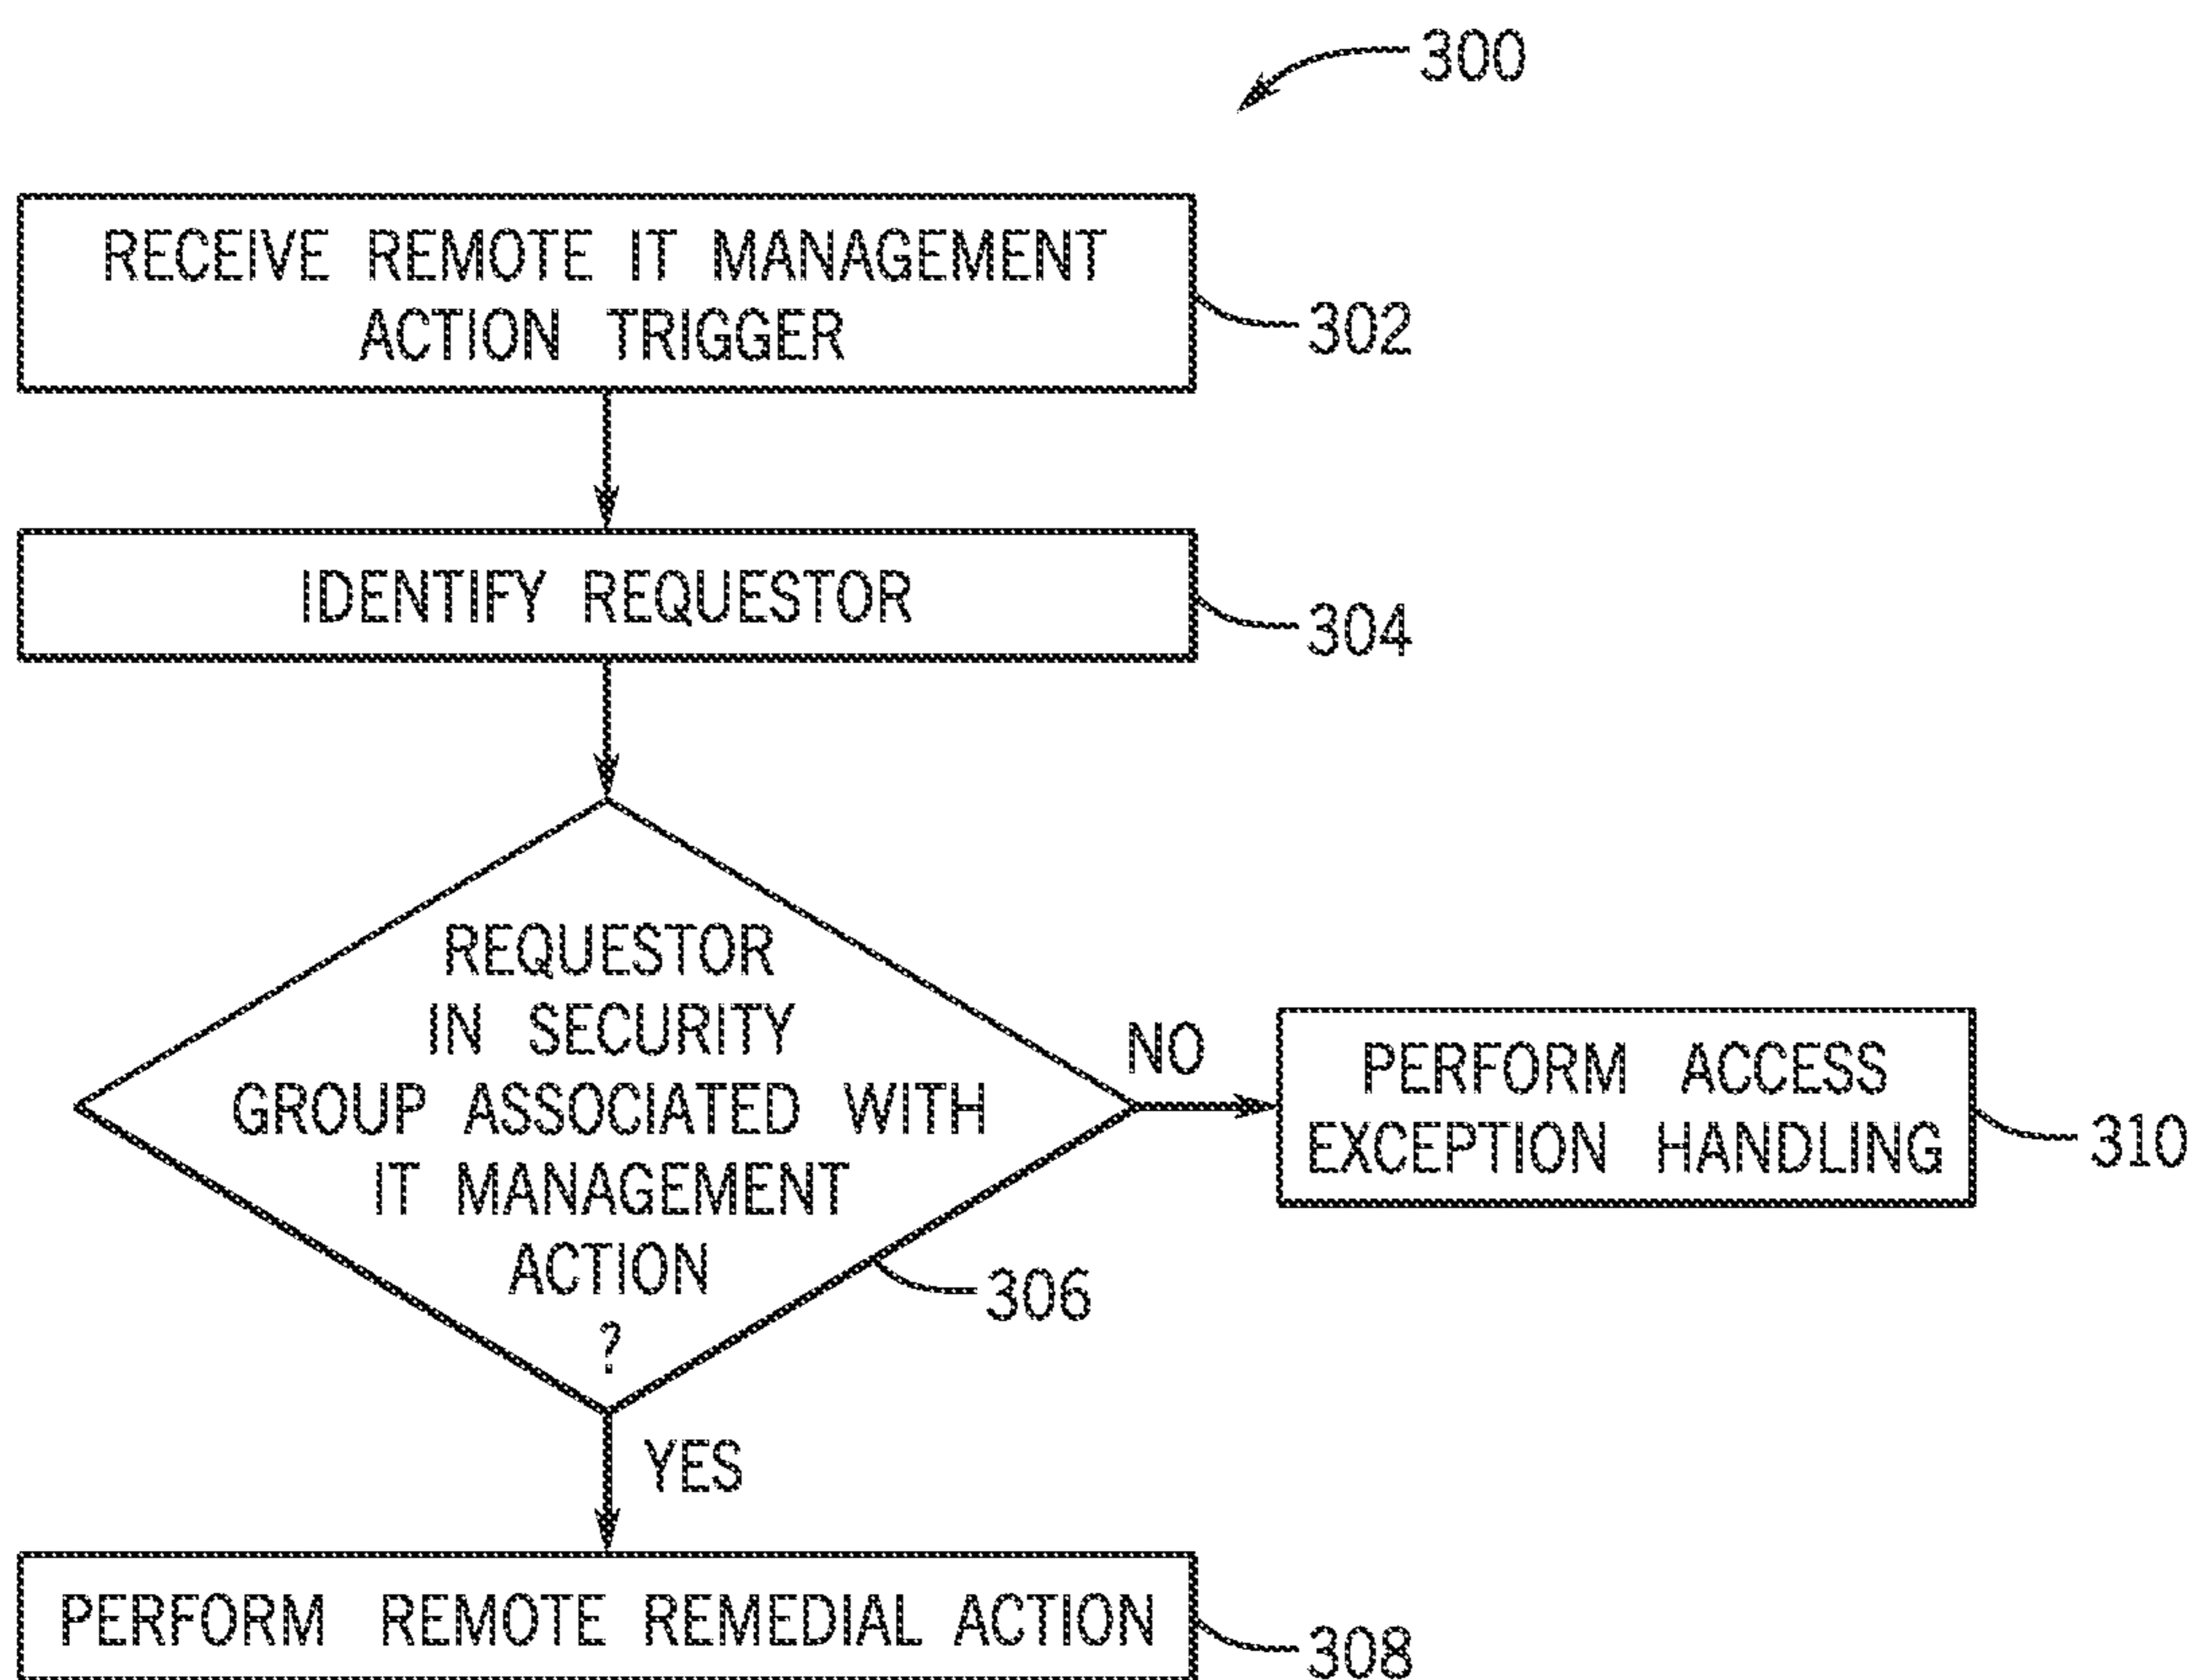 300
RECEIVE REMOTE IT MANAGEMENT
ACTION TRIGGER
302
IDENTIFY REQUESTOR
304
REQUESTOR
IN SECURITY
GROUP ASSOCIATED WITH
IT MANAGEMENT
ACTION
?
306
NO
PERFORM ACCESS
EXCEPTION HANDLING
310
YES
PERFORM REMOTE REMEDIAL ACTION
308